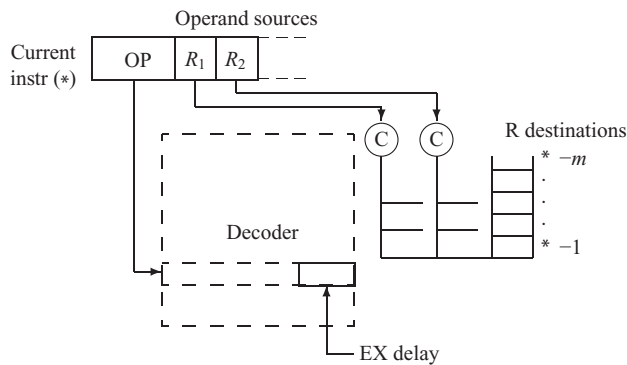 Operand sources
Current
instr (*)
OP
R1
R2
C
C
R destinations
* −m
.
.
.
* −1
Decoder
EX delay